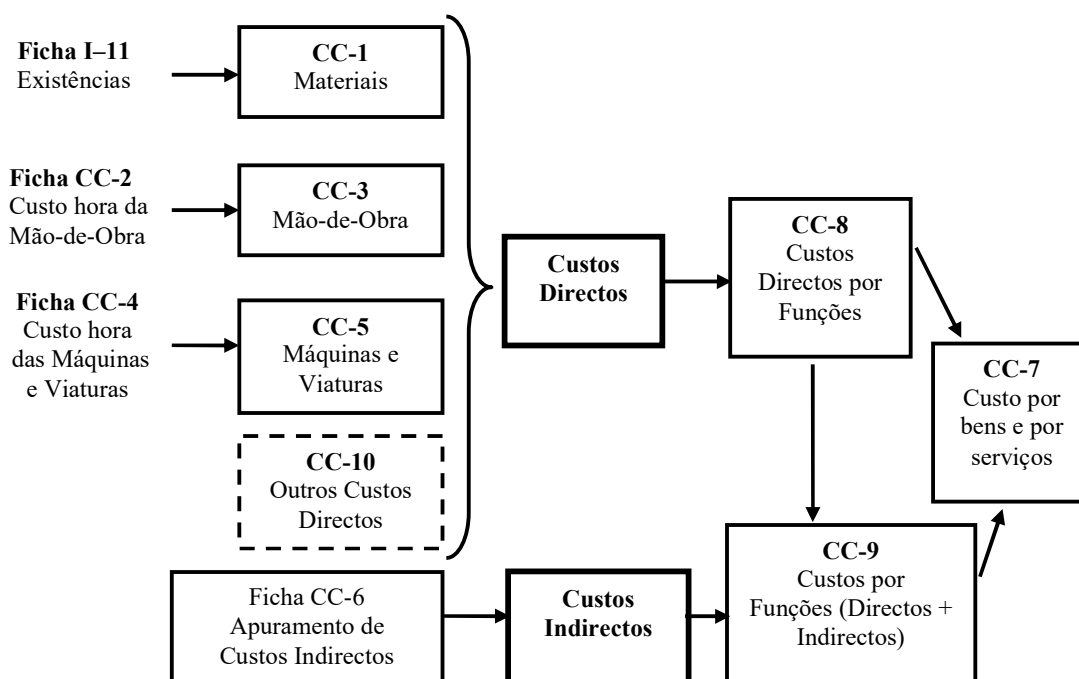 Ficha I–11
Existências
CC-1
Materiais
Ficha CC-2
Custo hora da
Mão-de-Obra
CC-3
Mão-de-Obra
Ficha CC-4
Custo hora
das Máquinas
e Viaturas
CC-5
Máquinas e
Viaturas
CC-10
Outros Custos
Directos
Custos
Directos
CC-8
Custos
Directos por
Funções
CC-7
Custo por
bens e por
serviços
Ficha CC-6
Apuramento de
Custos Indirectos
Custos
Indirectos
CC-9
Custos por
Funções (Directos +
Indirectos)